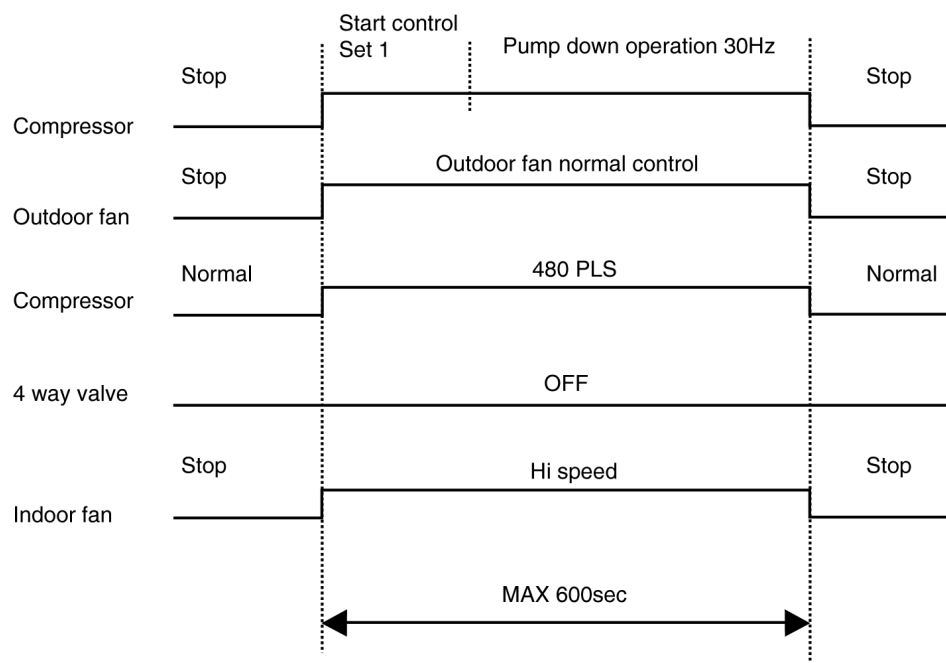 Start control
Set 1
Pump down operation 30Hz
Stop
Stop
Compressor
Outdoor fan normal control
Stop
Stop
Outdoor fan
480 PLS
Normal
Normal
Compressor
OFF
4 way valve
Stop
Hi speed
Stop
Indoor fan
MAX 600sec